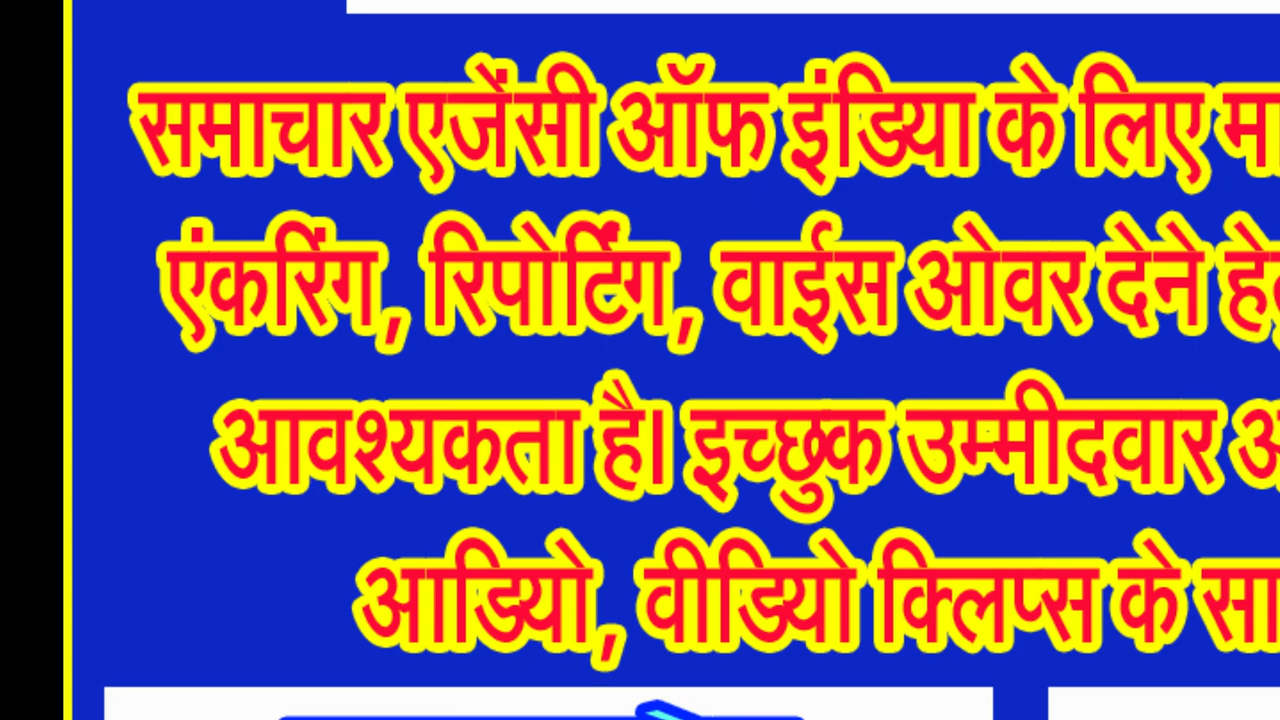 समाचार एजेंसी ऑफ इंडिया के लिए
एंकरिंग, रिपोर्टिंग, वाईस ओवर देने
आवश्यकता है। इच्छुक उम्मीदवार
आडियो, वीडियो क्लिप्स के